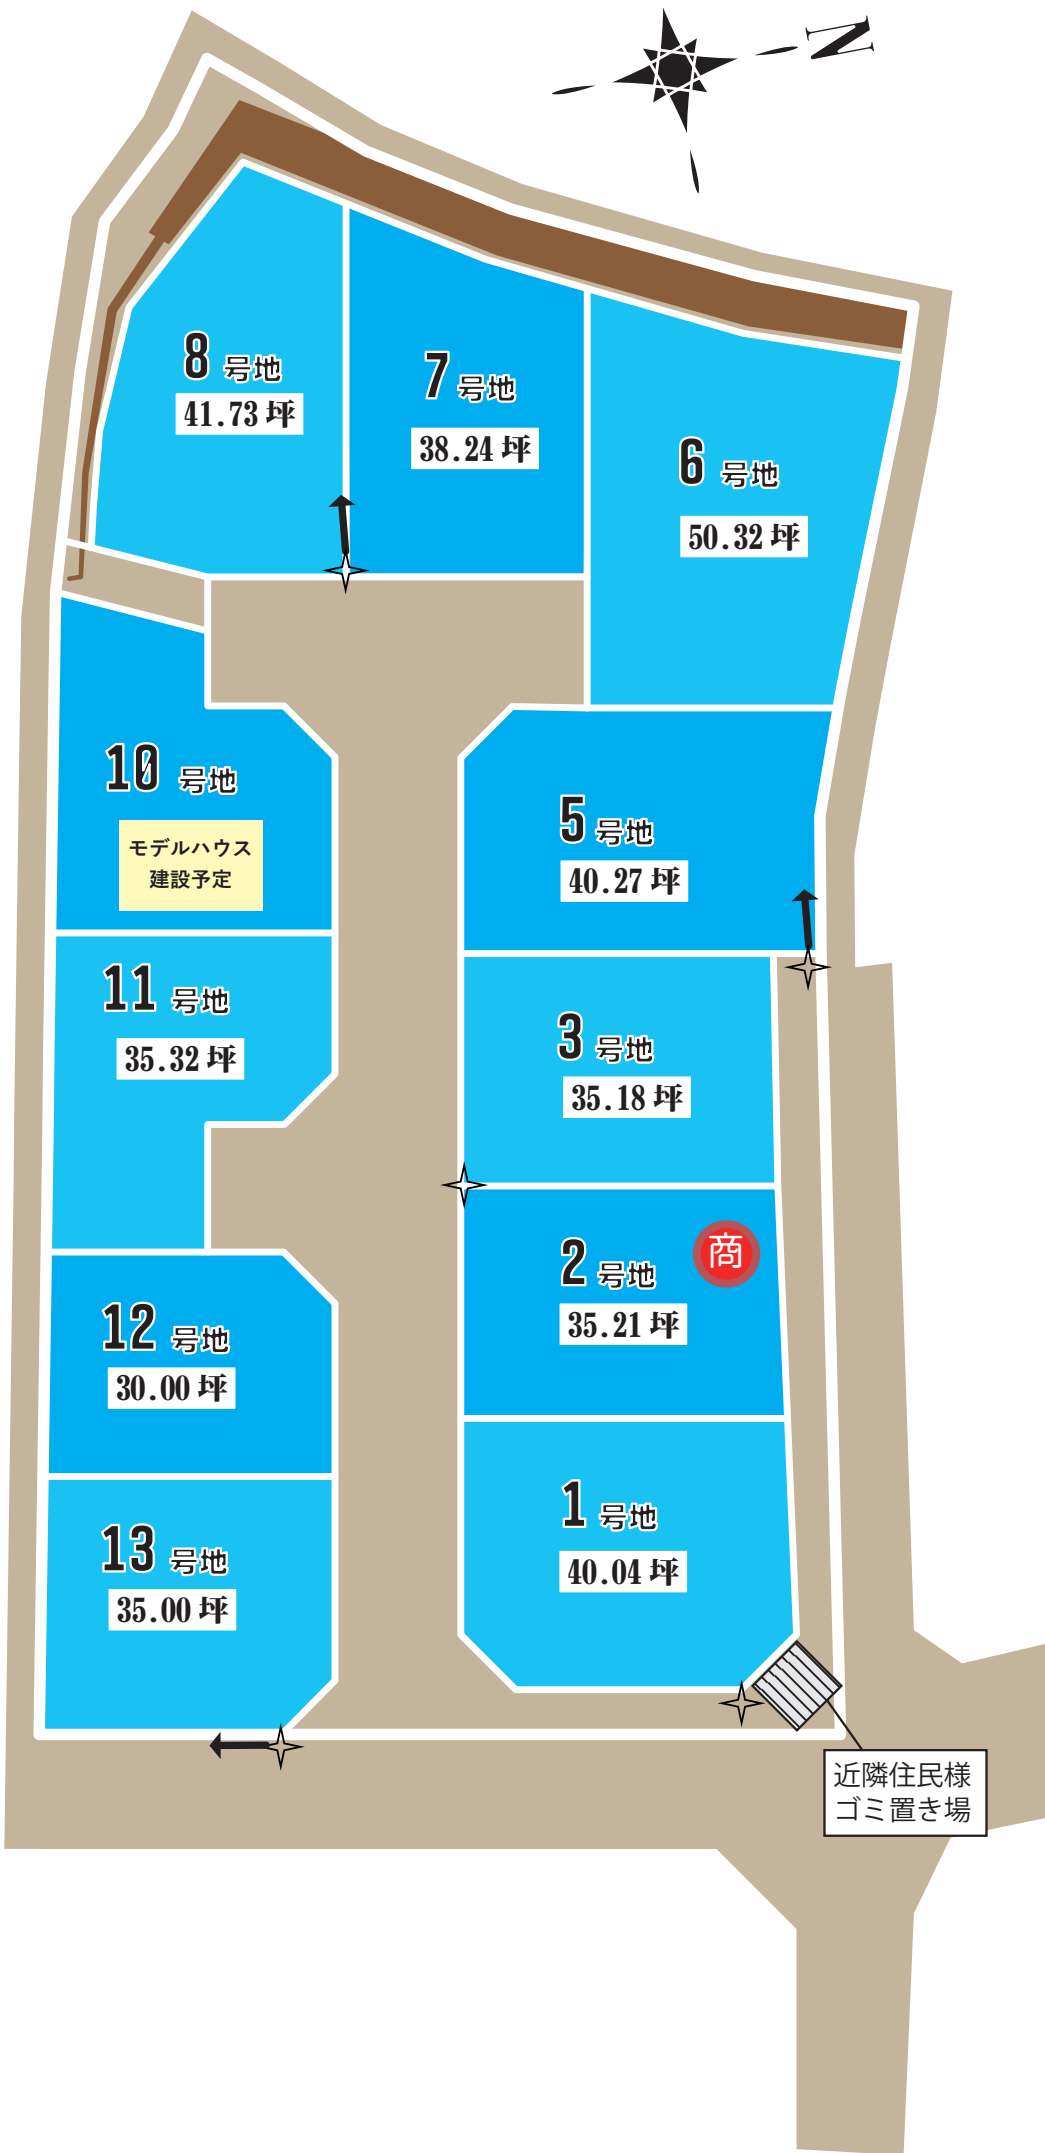 N
8 号地
41.73 坪
7 号地
38.24 坪
6 号地
50.32 坪
10 号地
モデルハウス
建設予定
5 号地
40.27 坪
11 号地
35.32 坪
3 号地
35.18 坪
2 号地
商
35.21 坪
12 号地
30.00 坪
1 号地
40.04 坪
13 号地
35.00 坪
近隣住民様
ゴミ置き場